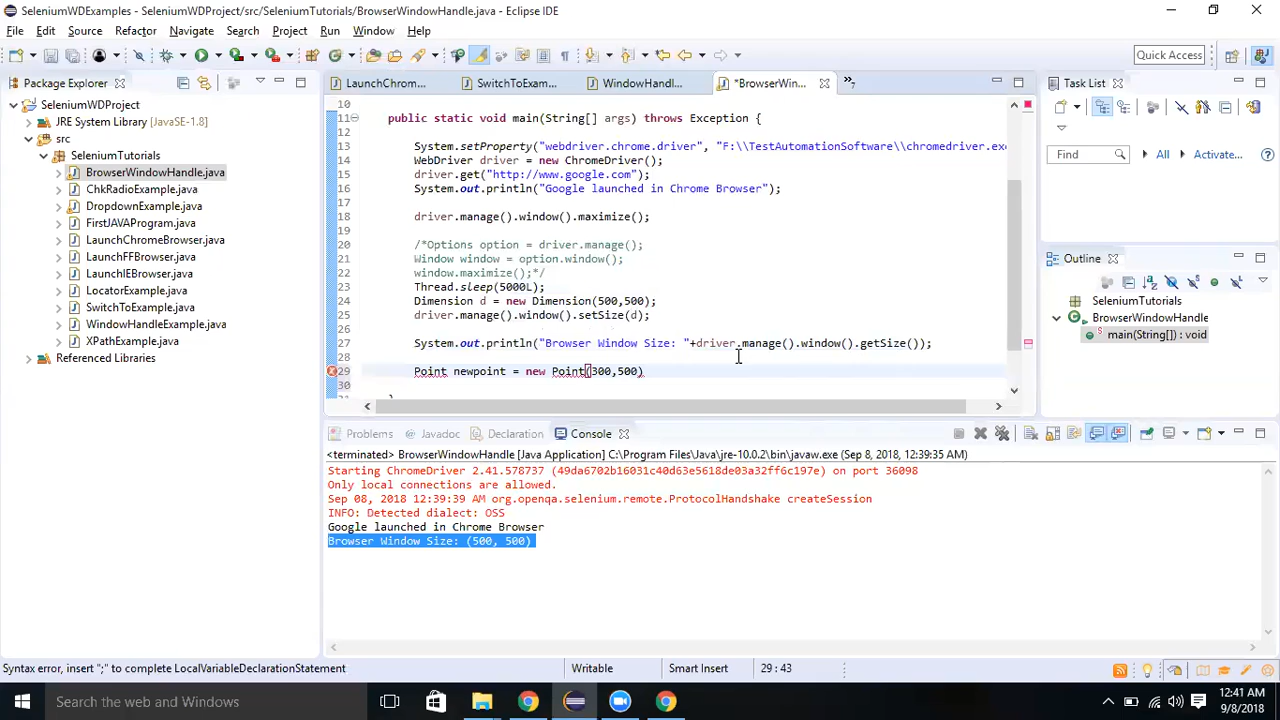 SeleniumWDExamples - SeleniumWDProject/src/SeleniumTutorials/BrowserWindowHandle.java - Eclipse IDE
File Edit Source Refactor Navigate Search Project Run Window Help
Quick Access
Package Explorer
SeleniumWDProject
JRE System Library [JavaSE-1.8]
src
SeleniumTutorials
BrowserWindowHandle.java
ChkRadioExample.java
DropdownExample.java
FirstJAVAProgram.java
LaunchChromeBrowser.java
LaunchFFBrowser.java
LaunchIEBrowser.java
LocatorExample.java
SwitchToExample.java
WindowHandleExample.java
XPathExample.java
Referenced Libraries
LaunchChrom... SwitchToExam... WindowHandl... *BrowserWin... »7
10
11 public static void main(String[] args) throws Exception {
12
13 System.setProperty("webdriver.chrome.driver", "F:\\TestAutomationSoftware\\chromedriver.exe
14 WebDriver driver = new ChromeDriver();
15 driver.get("http://www.google.com");
16 System.out.println("Google launched in Chrome Browser");
17
18 driver.manage().window().maximize();
19
20 /*Options option = driver.manage();
21 Window window = option.window();
22 window.maximize();*/
23 Thread.sleep(5000L);
24 Dimension d = new Dimension(500,500);
25 driver.manage().window().setSize(d);
26
27 System.out.println("Browser Window Size: "+driver.manage().window().getSize());
28
29 Point newpoint = new Point(300,500)
30
}
Task List
Find All Activate...
Outline
SeleniumTutorials
BrowserWindowHandle
main(String[]) : void
Problems Javadoc Declaration Console
<terminated> BrowserWindowHandle [Java Application] C:\Program Files\Java\jre-10.0.2\bin\javaw.exe (Sep 8, 2018, 12:39:35 AM)
Starting ChromeDriver 2.41.578737 (49da6702b16031c40d63e5618de03a32ff6c197e) on port 36098
Only local connections are allowed.
Sep 08, 2018 12:39:39 AM org.openqa.selenium.remote.ProtocolHandshake createSession
INFO: Detected dialect: OSS
Google launched in Chrome Browser
Browser Window Size: (500, 500)
Syntax error, insert ";" to complete LocalVariableDeclarationStatement
Writable
Smart Insert
29 : 43
Search the web and Windows
12:41 AM
9/8/2018